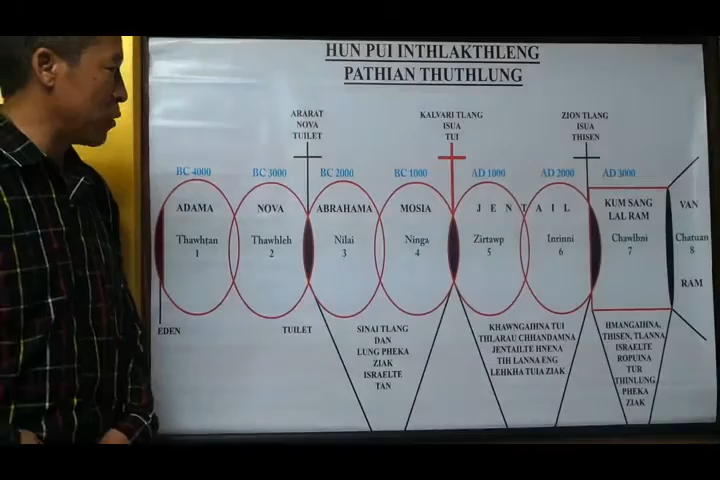 HUN PUI INTHLAKTHLENG
PATHIAN THUTHLUNG
ARARAT
NOVA
TUILET
KALVARI TLANG
ISUA
TUI
ZION TLANG
ISUA
THISEN
BC 4000
BC 3000
BC 2000
BC 1000
AD 1000
AD 2000
AD 3000
ADAMA
Thawhṭan
1
NOVA
Thawhleh
2
ABRAHAMA
Nilai
3
MOSIA
Ninga
4
JENTAIL
Zirtawp
5
Inrinni
6
KUM SANG
LAL RAM
Chawlhni
7
VAN
Chatuan
8
RAM
EDEN
TUILET
SINAI TLANG
DAN
LUNG PHEKA
ZIAK
ISRAELTE
TAN
KHAWNGAIHNA TUI
THLARAU CHHANDAMNA
JENTAILTE HNENA
TIH LANTA ENG
LEHKHA TUIA ZIAK
HMANGAIHNA,
THISEN, TLANNA
ISRAELTE
ROPUINA
TUR
THINLUNG
PHEKA
ZIAK